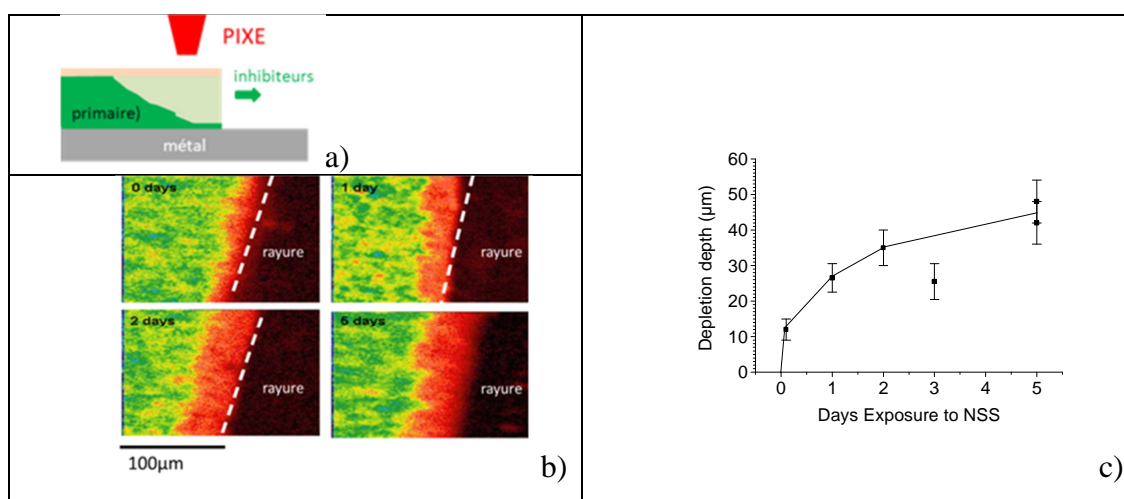 PIXE
inhibiteurs
primaire)
métal
a)
0 days
rayure
1 day
rayure
2 days
rayure
5 days
rayure
100µm
b)
60
50
40
30
20
10
0
Depletion depth (µm)
0 1 2 3 4 5
Days Exposure to NSS
c)